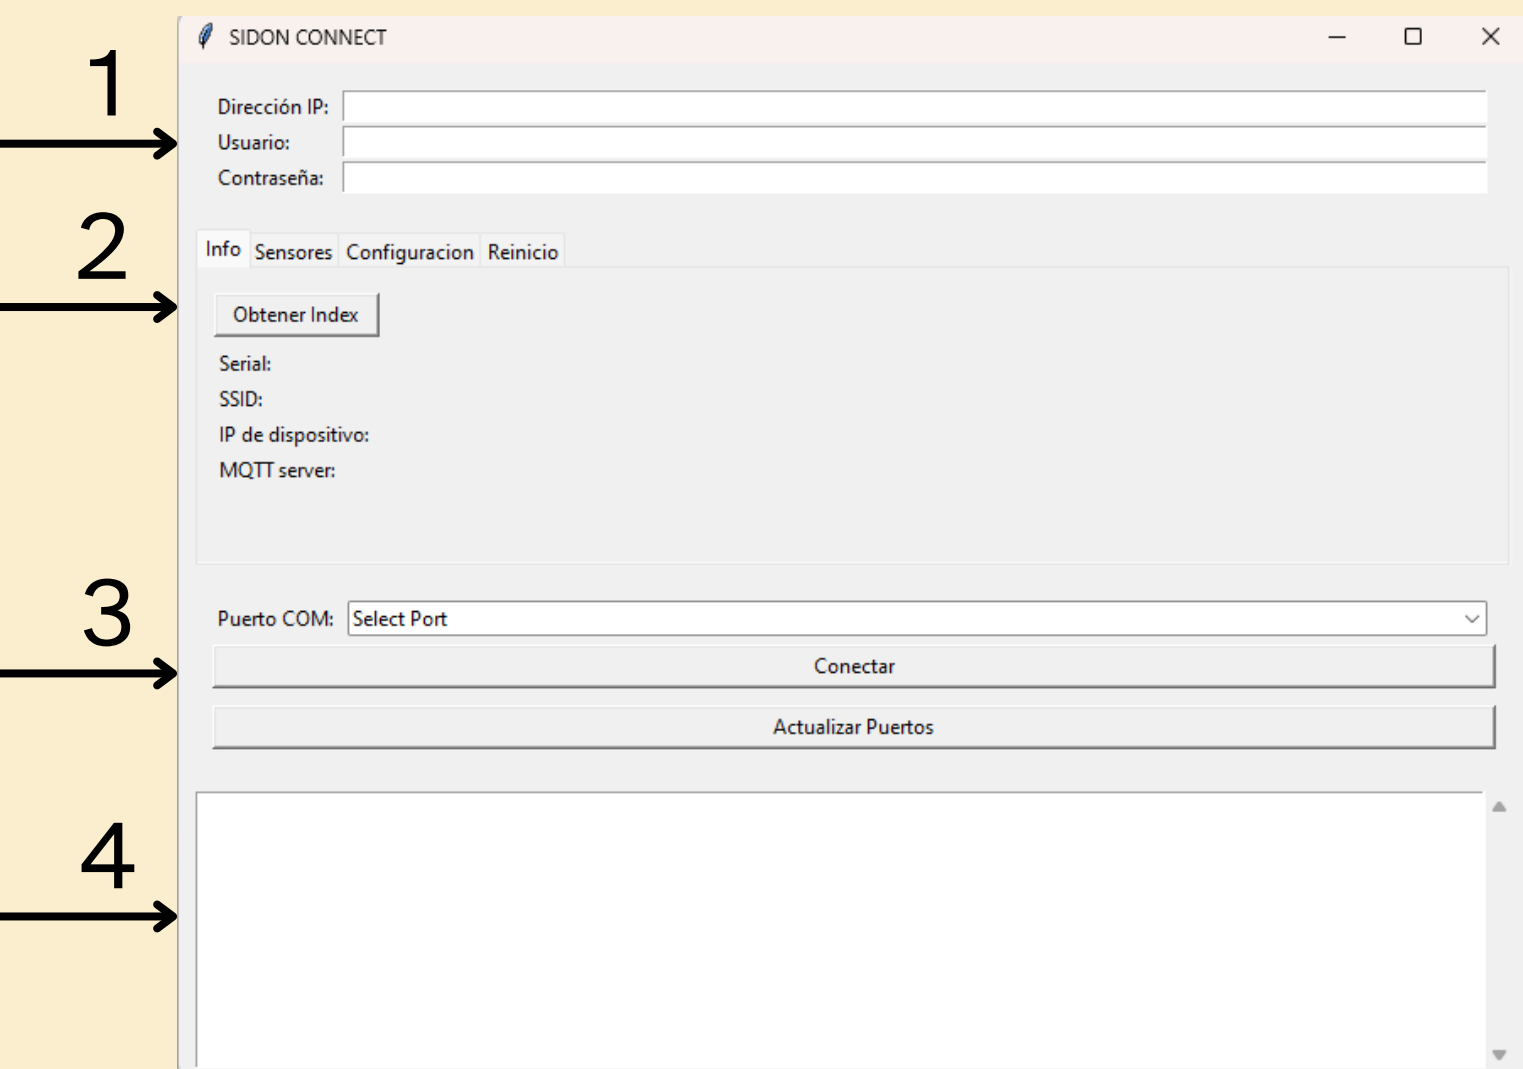 SIDON CONNECT
1
Dirección IP:
Usuario:
Contraseña:
2
Info Sensores Configuracion Reinicio
Obtener Index
Serial:
SSID:
IP de dispositivo:
MQTT server:
3
Puerto COM: Select Port
Conectar
Actualizar Puertos
4